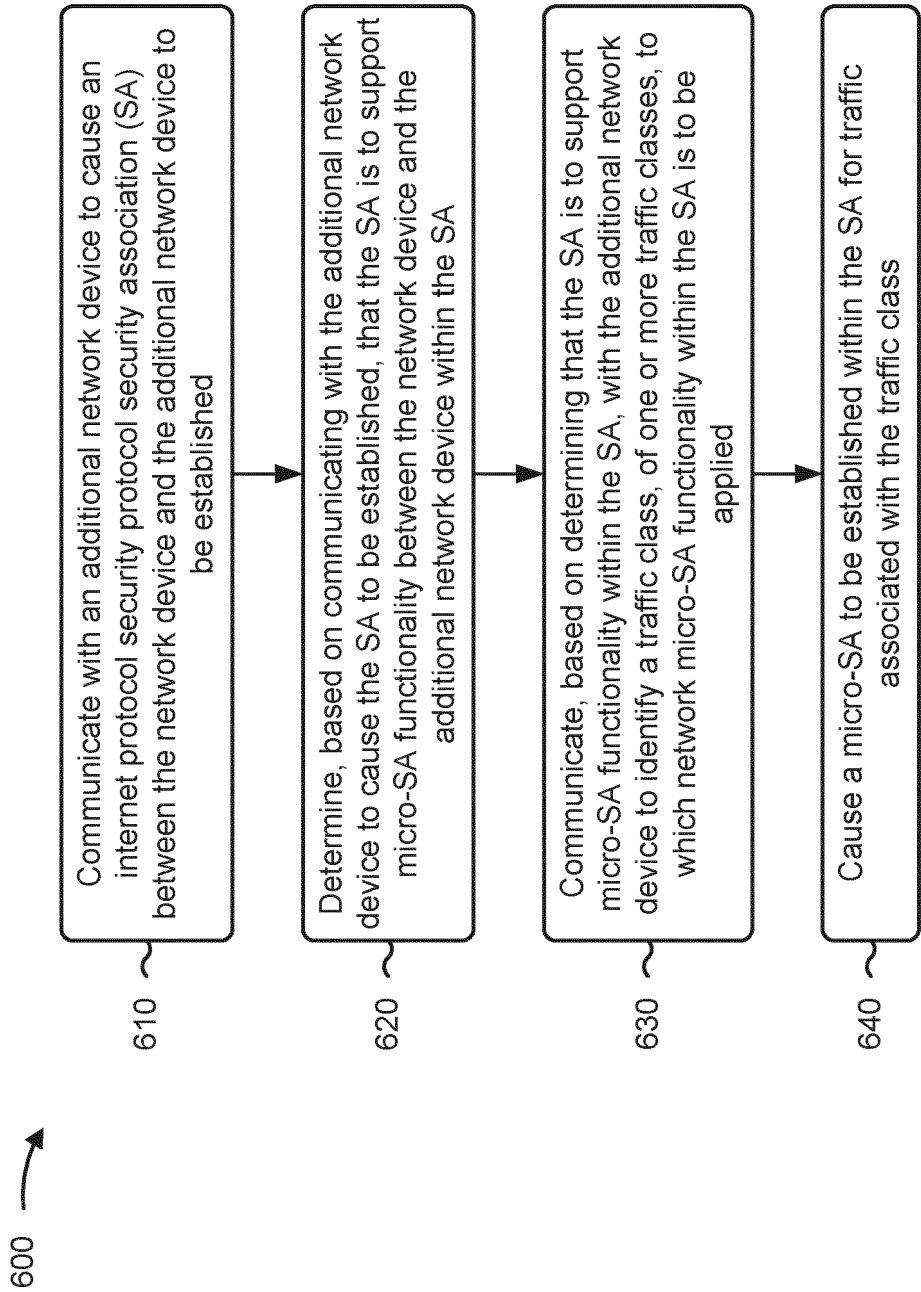 600
610
Communicate with an additional network device to cause an
internet protocol security protocol security association (SA)
between the network device and the additional network device to
be established
620
Determine, based on communicating with the additional network
device to cause the SA to be established, that the SA is to support
micro-SA functionality between the network device and the
additional network device within the SA
630
Communicate, based on determining that the SA is to support
micro-SA functionality within the SA, with the additional network
device to identify a traffic class, of one or more traffic classes, to
which network micro-SA functionality within the SA is to be
applied
640
Cause a micro-SA to be established within the SA for traffic
associated with the traffic class